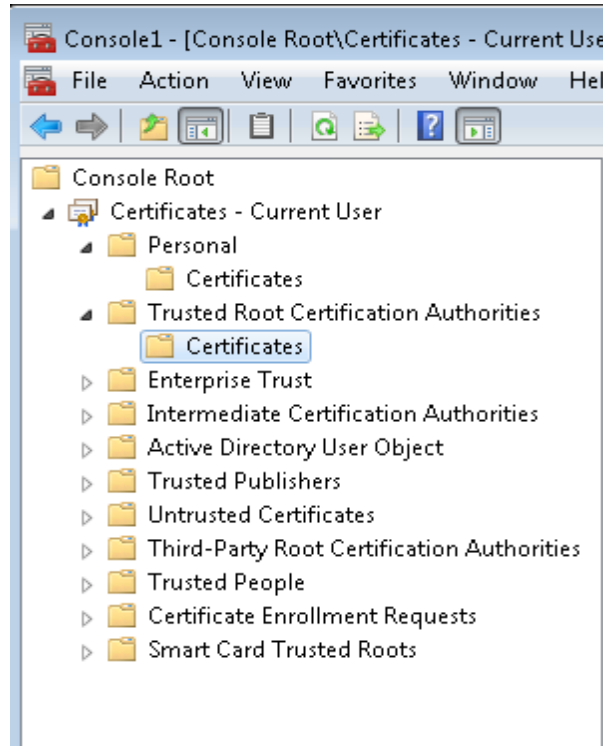 Console1 - [Console Root\Certificates - Current Use
File Action View Favorites Window Hel
Console Root
Certificates - Current User
Personal
Certificates
Trusted Root Certification Authorities
Certificates
Enterprise Trust
Intermediate Certification Authorities
Active Directory User Object
Trusted Publishers
Untrusted Certificates
Third-Party Root Certification Authorities
Trusted People
Certificate Enrollment Requests
Smart Card Trusted Roots